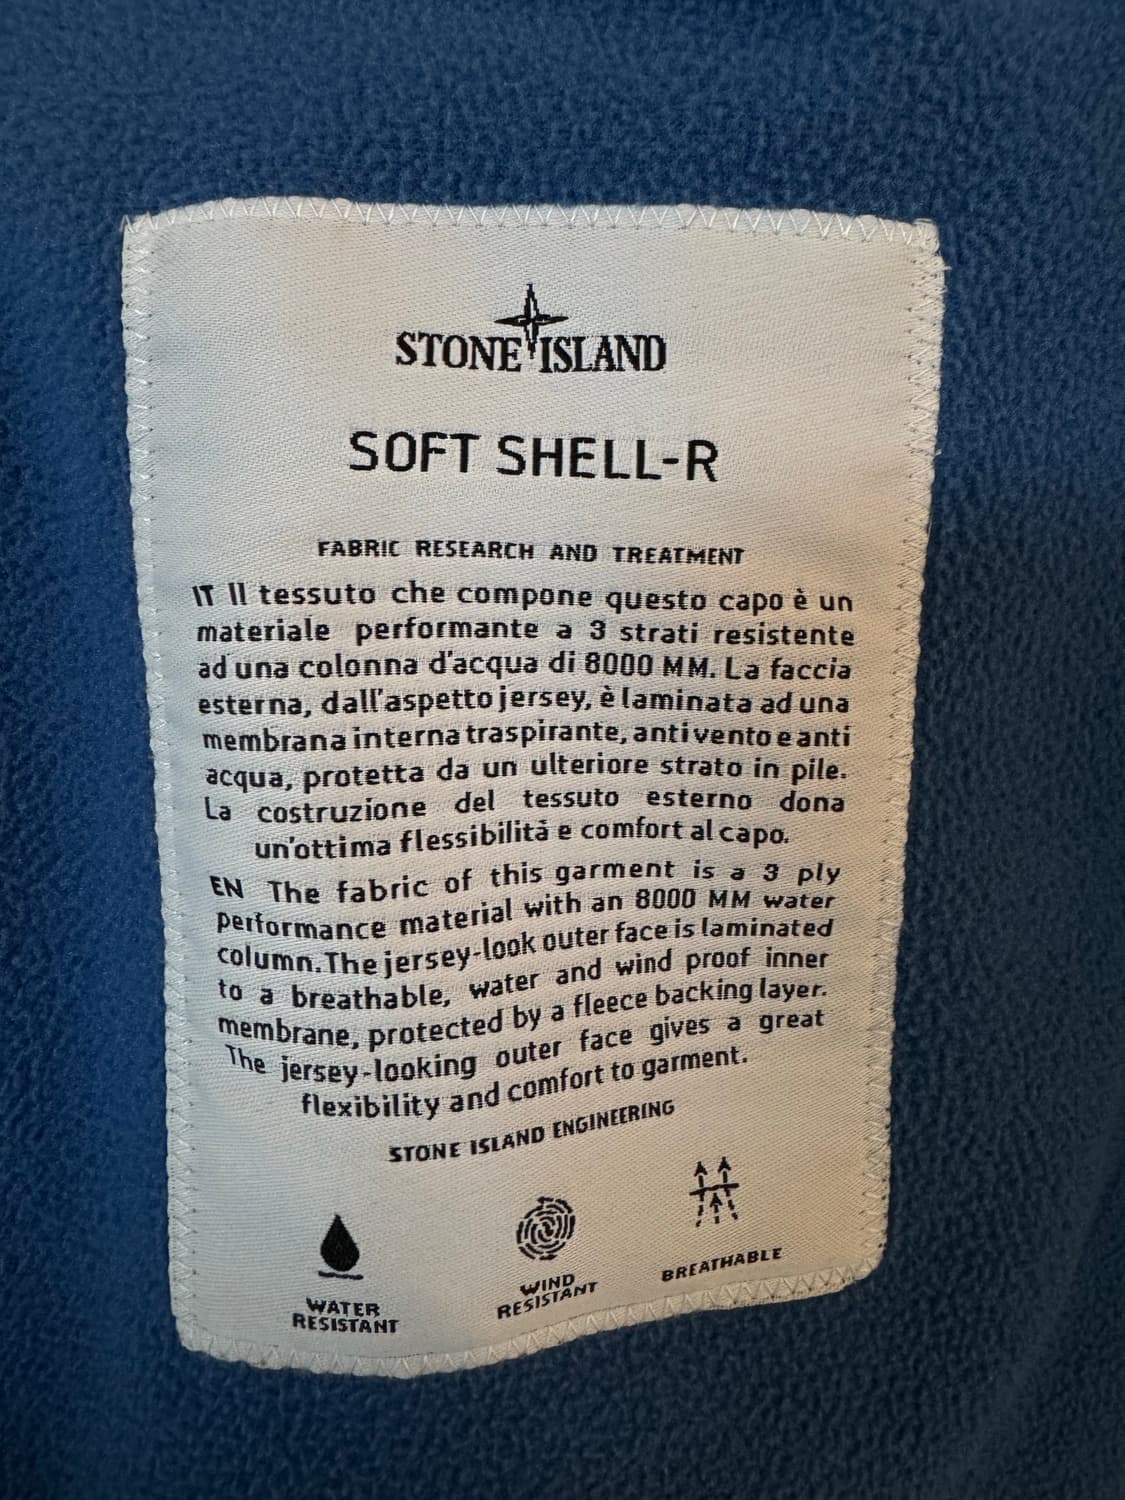 STONE ISLAND
SOFT SHELL-R
FABRIC RESEARCH AND TREATMENT
IT Il tessuto che compone questo capo è un
materiale performante a 3 strati resistente
ad una colonna d'acqua di 8000 MM. La faccia
esterna, dall'aspetto jersey, è laminata ad una
membrana interna traspirante, antivento e anti
acqua, protetta da un ulteriore strato in pile.
La costruzione del tessuto esterno dona
un'ottima flessibilitá e comfort al capo.
EN The fabric of this garment is a 3 ply
performance material with an 8000 MM water
column. The jersey-look outer face is laminated
to a breathable, water and wind proof inner
membrane, protected by a fleece backing layer.
The jersey-looking outer face gives a great
flexibility and comfort to garment.
STONE ISLAND ENGINEERING
WATER
RESISTANT
WIND
RESISTANT
BREATHABLE